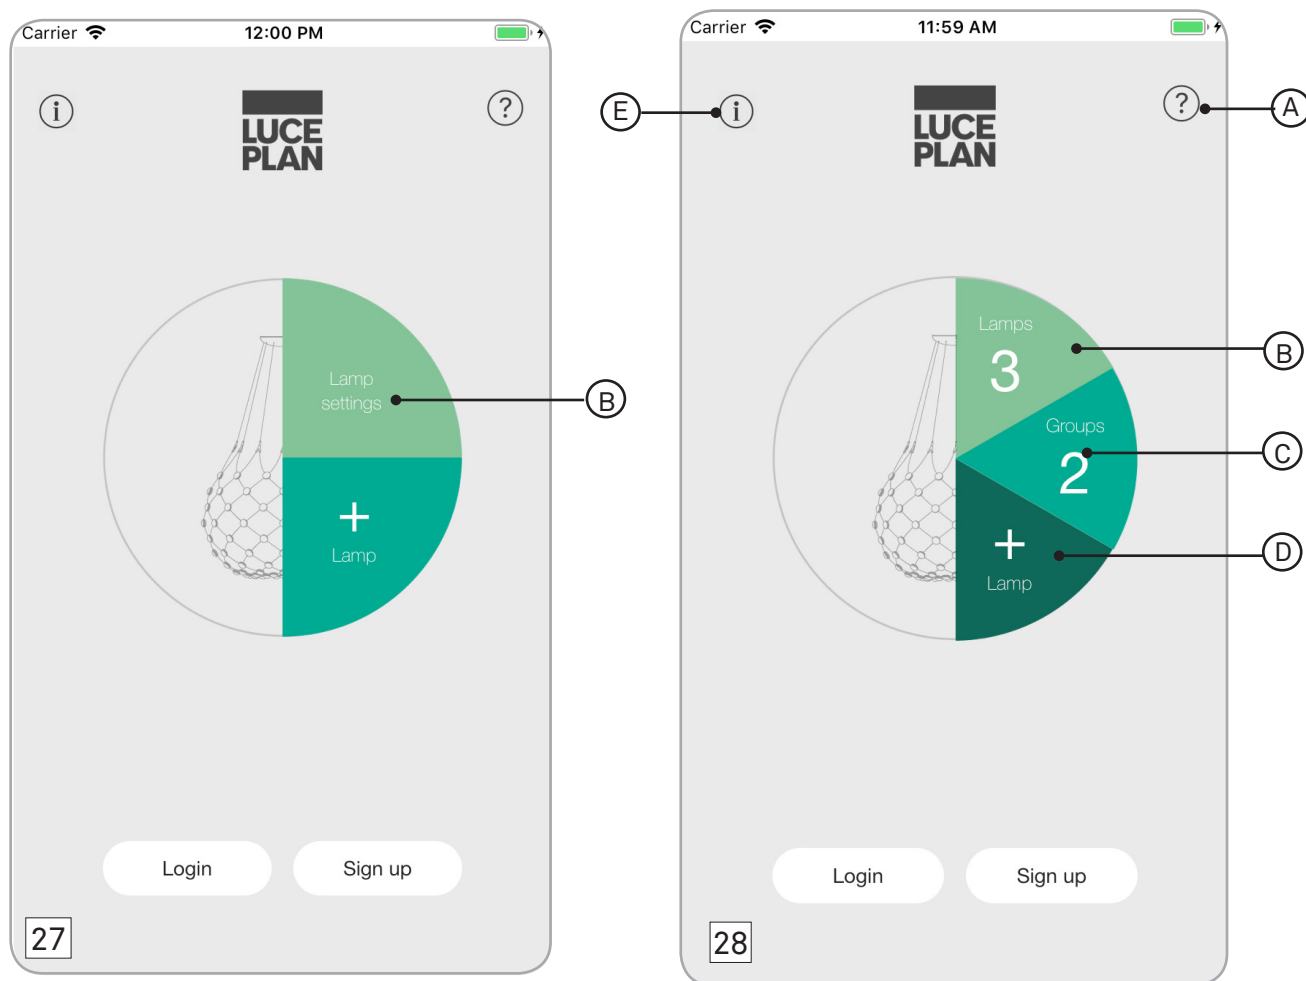 Carrier
12:00 PM
i
?
LUCE
PLAN
Lamp
settings
B
+
Lamp
Login
Sign up
27
Carrier
11:59 AM
E
i
?
A
LUCE
PLAN
Lamps
3
B
Groups
2
C
+
Lamp
D
Login
Sign up
28